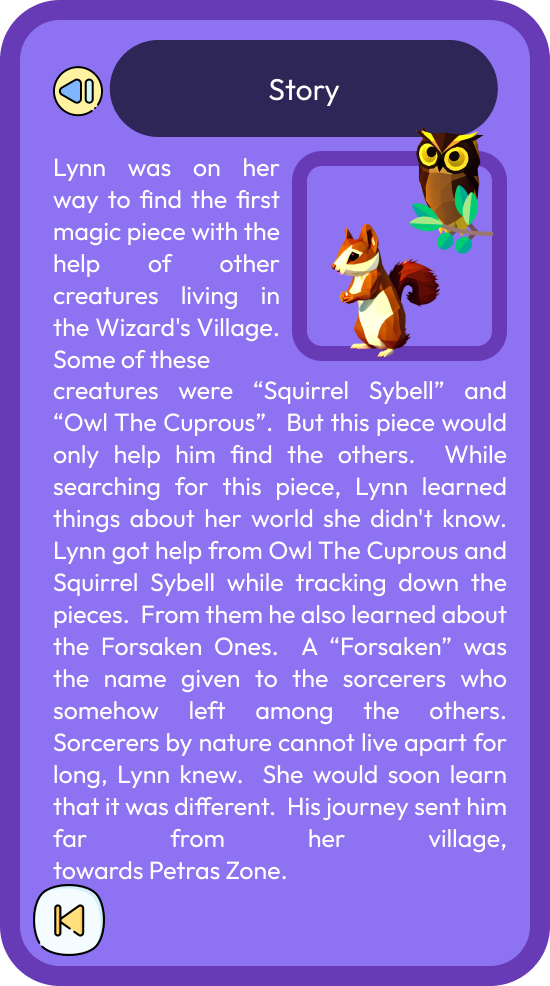 Story
Lynn was on her
way to find the first
magic piece with the
help of other
creatures living in
the Wizard's Village.
Some of these
creatures were “Squirrel Sybell” and
“Owl The Cuprous”. But this piece would
only help him find the others. While
searching for this piece, Lynn learned
things about her world she didn't know.
Lynn got help from Owl The Cuprous and
Squirrel Sybell while tracking down the
pieces. From them he also learned about
the Forsaken Ones. A “Forsaken” was
the name given to the sorcerers who
somehow left among the others.
Sorcerers by nature cannot live apart for
long, Lynn knew. She would soon learn
that it was different. His journey sent him
far from her village,
towards Petras Zone.